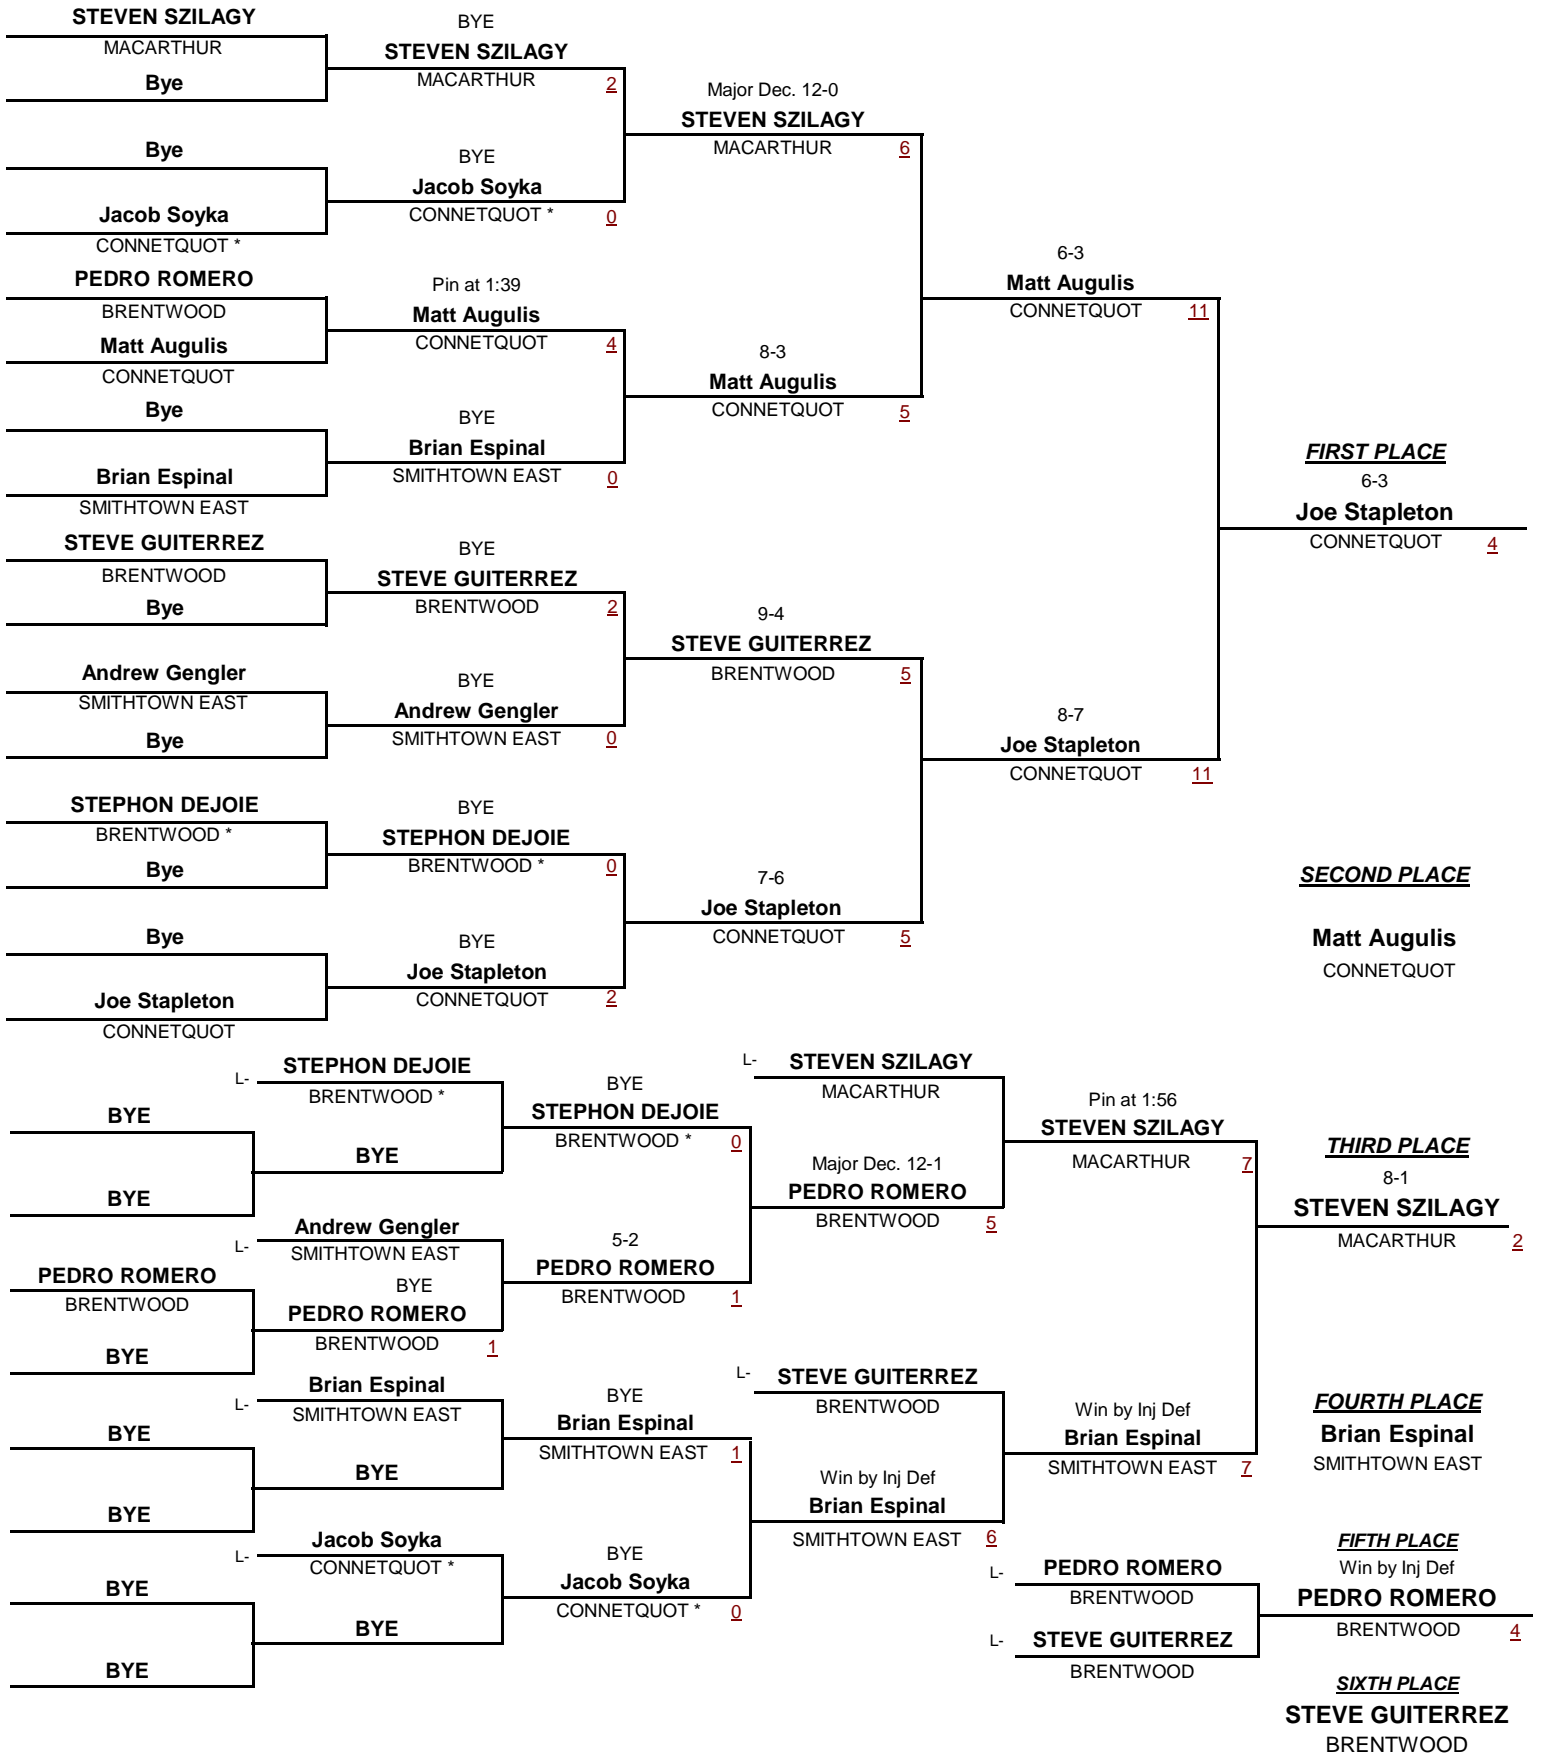 STEVEN SZILAGY
MACARTHUR
Bye
Bye
Jacob Soyka
CONNETQUOT *
PEDRO ROMERO
BRENTWOOD
Matt Augulis
CONNETQUOT
Bye
Brian Espinal
SMITHTOWN EAST
STEVE GUITERREZ
BRENTWOOD
Bye
Andrew Gengler
SMITHTOWN EAST
Bye
STEPHON DEJOIE
BRENTWOOD *
Bye
Bye
Joe Stapleton
CONNETQUOT
BYE
STEVEN SZILAGY
MACARTHUR 2
BYE
Jacob Soyka
CONNETQUOT * 0
Pin at 1:39
Matt Augulis
CONNETQUOT 4
BYE
Brian Espinal
SMITHTOWN EAST 0
BYE
STEVE GUITERREZ
BRENTWOOD 2
BYE
Andrew Gengler
SMITHTOWN EAST 0
BYE
STEPHON DEJOIE
BRENTWOOD * 0
BYE
Joe Stapleton
CONNETQUOT 2
Major Dec. 12-0
STEVEN SZILAGY
MACARTHUR 6
8-3
Matt Augulis
CONNETQUOT 5
9-4
STEVE GUITERREZ
BRENTWOOD 5
7-6
Joe Stapleton
CONNETQUOT 5
6-3
Matt Augulis
CONNETQUOT 11
8-7
Joe Stapleton
CONNETQUOT 11
FIRST PLACE
6-3
Joe Stapleton
CONNETQUOT 4
SECOND PLACE
Matt Augulis
CONNETQUOT
BYE
BYE
PEDRO ROMERO
BRENTWOOD
BYE
BYE
BYE
BYE
BYE
L- STEPHON DEJOIE
BRENTWOOD *
BYE
L- Andrew Gengler
SMITHTOWN EAST
BYE
PEDRO ROMERO
BRENTWOOD 1
L- Brian Espinal
SMITHTOWN EAST
BYE
L- Jacob Soyka
CONNETQUOT *
BYE
BYE
STEPHON DEJOIE
BRENTWOOD * 0
5-2
PEDRO ROMERO
BRENTWOOD 1
BYE
Brian Espinal
SMITHTOWN EAST 1
BYE
Jacob Soyka
CONNETQUOT * 0
L- STEVEN SZILAGY
MACARTHUR
Major Dec. 12-1
PEDRO ROMERO
BRENTWOOD 5
L- STEVE GUITERREZ
BRENTWOOD
Win by Inj Def
Brian Espinal
SMITHTOWN EAST 6
Pin at 1:56
STEVEN SZILAGY
MACARTHUR 7
Win by Inj Def
Brian Espinal
SMITHTOWN EAST 7
L- PEDRO ROMERO
BRENTWOOD
L- STEVE GUITERREZ
BRENTWOOD
THIRD PLACE
8-1
STEVEN SZILAGY
MACARTHUR 2
FOURTH PLACE
Brian Espinal
SMITHTOWN EAST
FIFTH PLACE
Win by Inj Def
PEDRO ROMERO
BRENTWOOD 4
SIXTH PLACE
STEVE GUITERREZ
BRENTWOOD